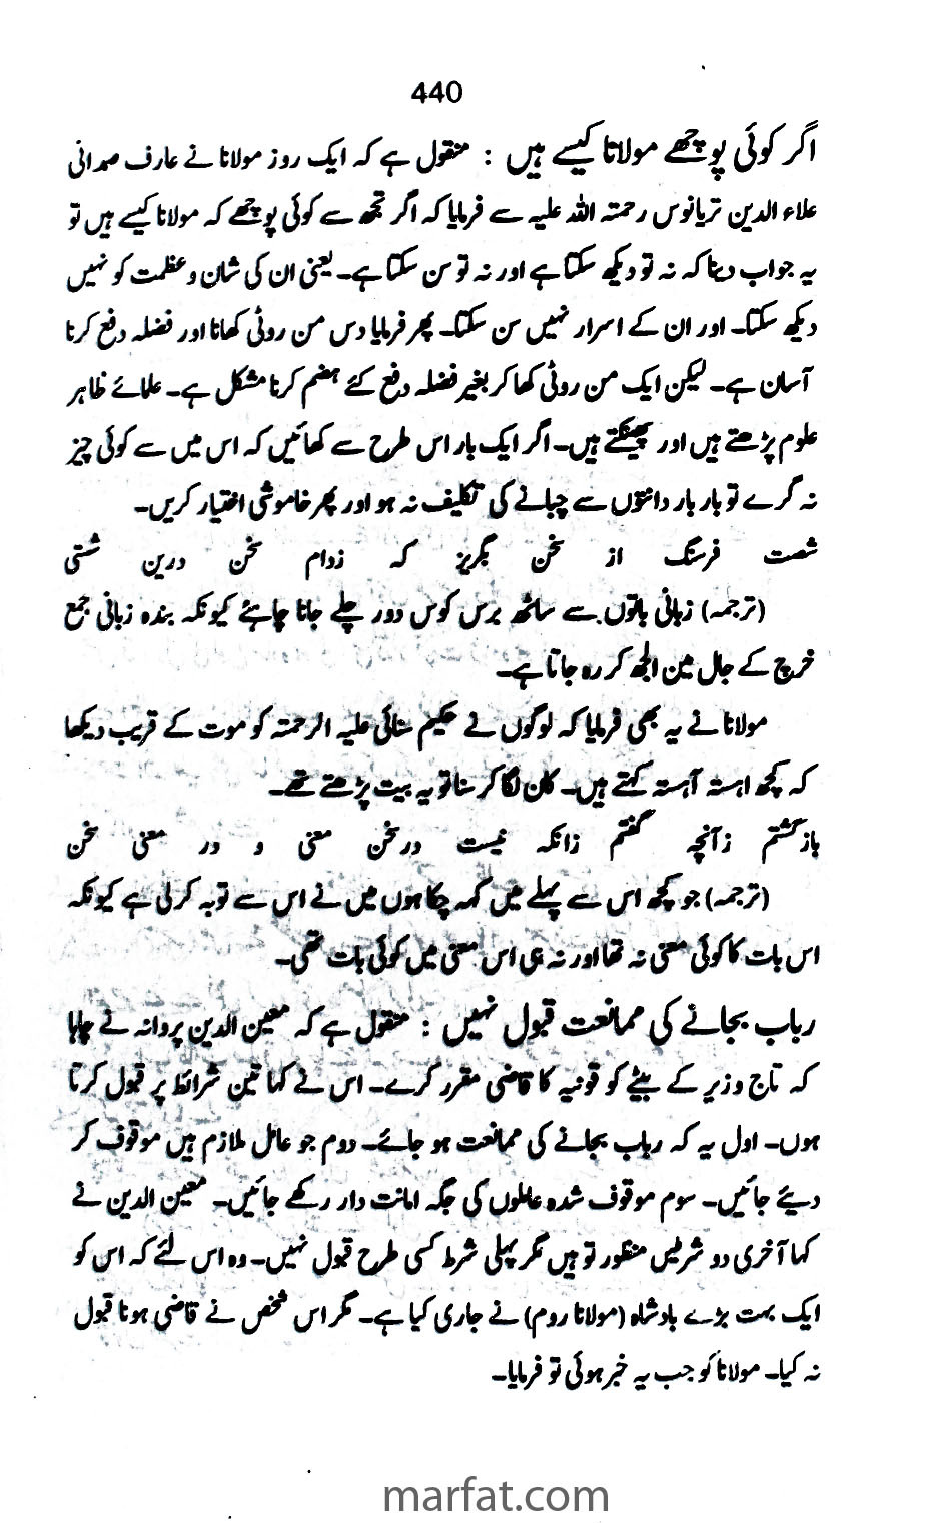 440
اگر کوئی پوچھے مولانا کیسے ہیں : منقول ہے کہ ایک روز مولانا نے عارف صمدانی
علاء الدین تریانوس رحمتہ اللہ علیہ سے فرمایا کہ اگر تجھ سے کوئی پوچھے کہ مولانا کیسے ہیں تو
یہ جواب دینا کہ نہ تو دیکھ سکتا ہے اور نہ تو سن سکتا ہے۔ یعنی ان کی شان و عظمت کو نہیں
دیکھ سکتا۔ اور ان کے اسرار نہیں سن سکتا۔ پھر فرمایا دس من روٹی کھانا اور فضلہ دفع کرنا
آسان ہے۔ لیکن ایک من روٹی کھا کر بغیر فضلہ دفع کئے ہضم کرنا مشکل ہے۔ علمائے ظاہر
علوم پڑھتے ہیں اور پھینکتے ہیں۔ اگر ایک بار اس طرح سے کھائیں کہ اس میں سے کوئی چیز
نہ گرے تو بار بار دانتوں سے چبانے کی تکلیف نہ ہو اور پھر خاموشی اختیار کریں۔
شصت فرسنگ از سخن بگریز کہ زدام سخن درین شستی
(ترجمہ) زبانی باتوں سے ساٹھ برس کوس دور چلے جانا چاہئے کیونکہ بندہ زبانی جمع
خرچ کے جال مین الجھ کر رہ جاتا ہے۔
مولانا نے یہ بھی فرمایا کہ لوگوں نے حکیم سنائی علیہ الرحمتہ کو موت کے قریب دیکھا
کہ کچھ اہستہ آہستہ کہتے ہیں۔ کان لگا کر سنا تو یہ بیت پڑھتے تھے۔
باز گشتم زآنچہ گفتم زانکہ نیست در سخن معنی و در معنی سخن
(ترجمہ) جو کچھ اس سے پہلے میں کہہ چکا ہوں میں نے اس سے توبہ کر لی ہے کیونکہ
اس بات کا کوئی معنی نہ تھا اور نہ ہی اس معنی میں کوئی بات تھی۔
رباب بجانے کی ممانعت قبول نہیں : منقول ہے کہ معین الدین پروانہ نے چاہا
کہ تاج وزیر کے بیٹے کو قونیہ کا قاضی مقرر کرے۔ اس نے کہا تین شرائط پر قبول کرتا
ہوں۔ اول یہ کہ رباب بجانے کی ممانعت ہو جائے۔ دوم جو عامل ملازم ہیں موقوف کر
دیئے جائیں۔ سوم موقوف شدہ عاملوں کی جگہ امانت دار رکھے جائیں۔ معین الدین نے
کہا آخری دو شرطیں منظور تو ہیں مگر پہلی شرط کسی طرح قبول نہیں۔ وہ اس لئے کہ اس کو
ایک بہت بڑے بادشاہ (مولانا روم) نے جاری کیا ہے۔ مگر اس شخص نے قاضی ہونا قبول
نہ کیا۔ مولانا کو جب یہ خبر ہوئی تو فرمایا۔
marfat.com